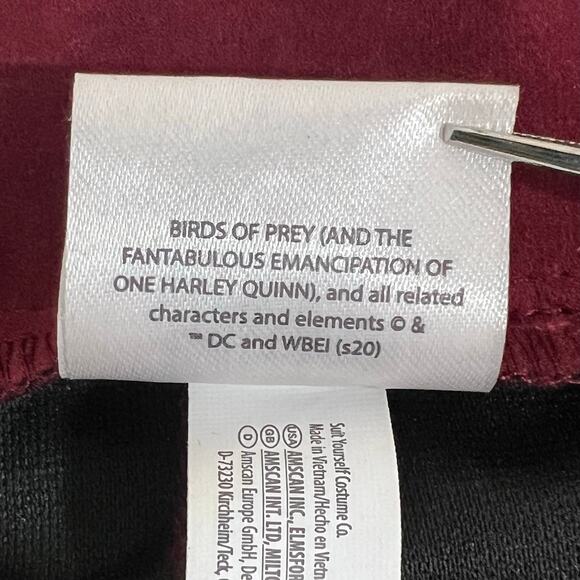 BIRDS OF PREY (AND THE
FANTABULOUS EMANCIPATION OF
ONE HARLEY QUINN), and all related
characters and elements © &
™ DC and WBEI (s20)
Suit Yourself Costume Co.
Made in Vietnam/Hecho en Vietn
USA AMSCAN INC., ELMSFOR
GB AMSCAN INT. LTD, MILTO
D Amscan Europe GmbH, De
D-73230 Kirchheim/Teck,